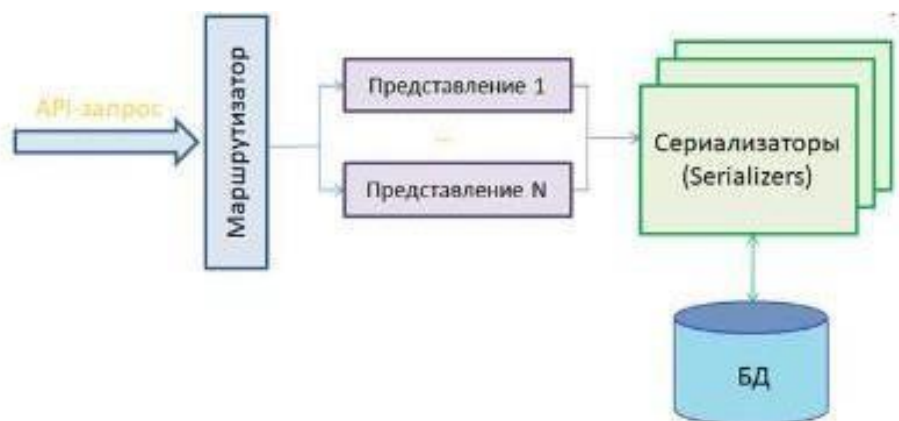 API-запрос
Маршрутизатор
Представление 1
...
Представление N
Сериализаторы
(Serializers)
БД